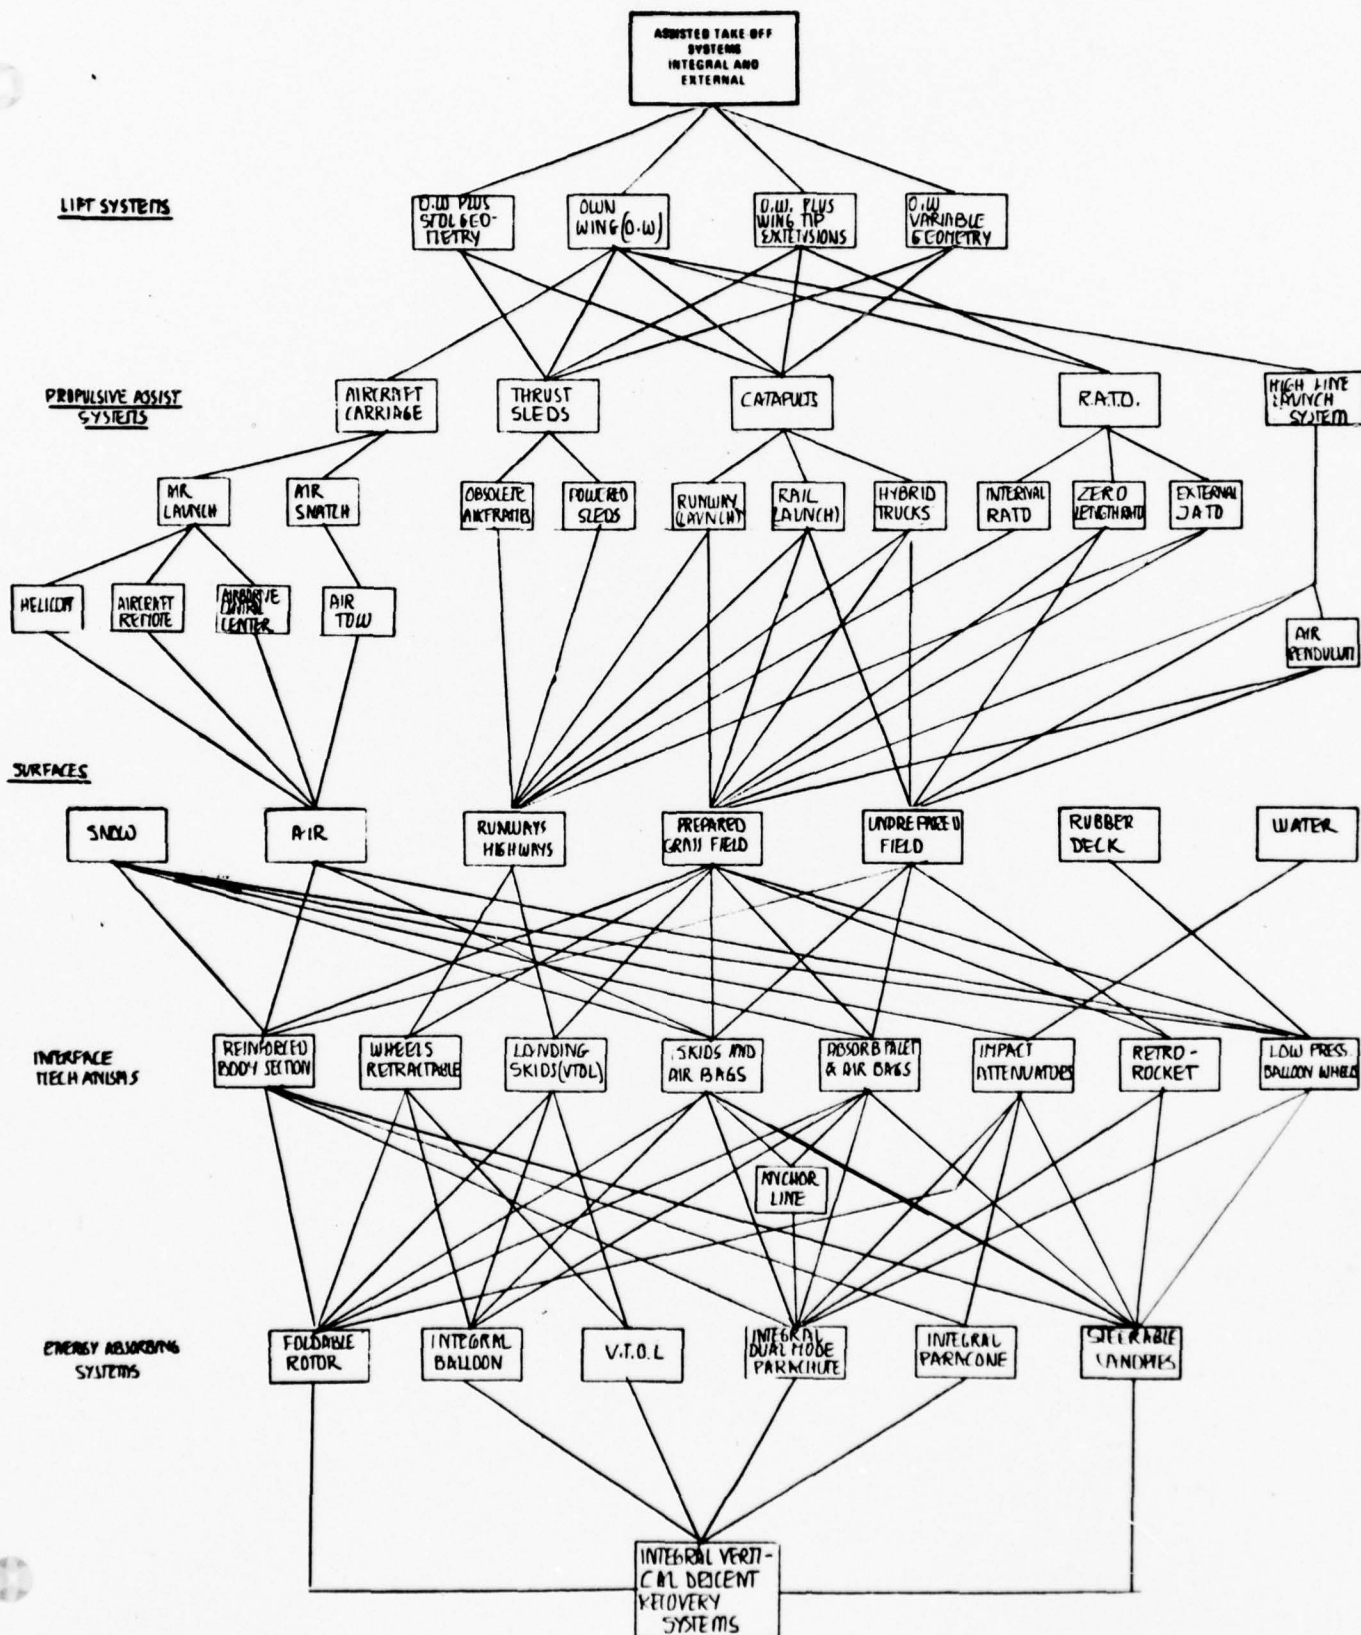 ASSISTED TAKE OFF
SYSTEMS
INTEGRAL AND
EXTERNAL
LIFT SYSTEMS
O.W PLUS
STOL GEO-
METRY
OWN
WING (O.W)
O.W. PLUS
WING TIP
EXTENSIONS
O.W
VARIABLE
GEOMETRY
PROPULSIVE ASSIST
SYSTEMS
AIRCRAFT
CARRIAGE
THRUST
SLEDS
CATAPULTS
R.A.T.O.
HIGH LINE
LAUNCH
SYSTEM
AIR
LAUNCH
AIR
SNATCH
OBSOLETE
AIRFRAMES
POWERED
SLEDS
RUNWAY
(LAUNCH)
RAIL
LAUNCH)
HYBRID
TRUCKS
INTERVAL
RATO
ZERO
LENGTH RATO
EXTERNAL
JATO
HELICOPT
AIRCRAFT
REMOTE
AIRBORNE
CONTROL
CENTER
AIR
TOW
AIR
PENDULUM
SURFACES
SNOW
AIR
RUNWAYS
HIGHWAYS
PREPARED
GRASS FIELD
UNPREPARED
FIELD
RUBBER
DECK
WATER
INTERFACE
MECHANISMS
REINFORCED
BODY SECTION
WHEELS
RETRACTABLE
LANDING
SKIDS (VTOL)
SKIDS AND
AIR BAGS
ABSORB PALET
& AIR BAGS
IMPACT
ATTENUATORS
RETRO-
ROCKET
LOW PRESS.
BALLOON WHEELS
ANCHOR
LINE
ENERGY ABSORBING
SYSTEMS
FOLDABLE
ROTOR
INTEGRAL
BALLOON
V.T.O.L
INTEGRAL
DUAL MODE
PARACHUTE
INTEGRAL
PARACONE
STEERABLE
CANOPIES
INTEGRAL VERTI-
CAL DESCENT
RECOVERY
SYSTEMS